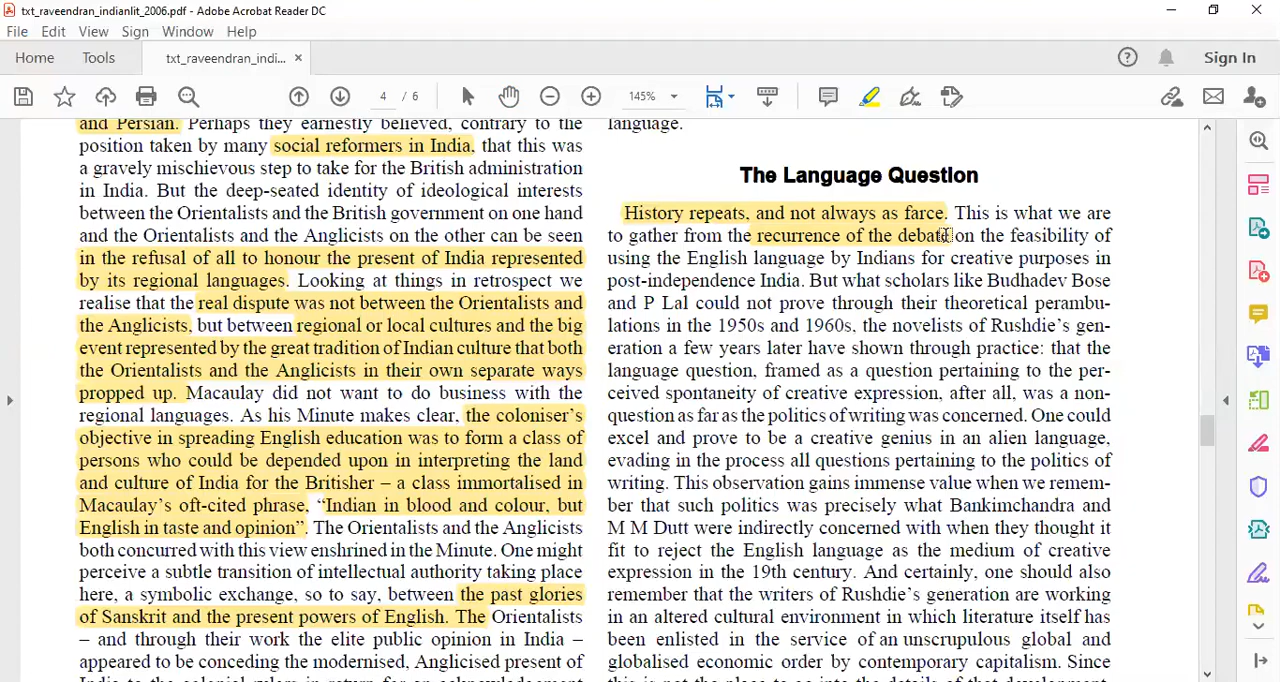 txt_raveendran_indianlit_2006.pdf - Adobe Acrobat Reader DC
File Edit View Sign Window Help
Home Tools txt_raveendran_indi... × Sign In
4 / 6 145%
and Persian. Perhaps they earnestly believed, contrary to the
position taken by many social reformers in India, that this was
a gravely mischievous step to take for the British administration
in India. But the deep-seated identity of ideological interests
between the Orientalists and the British government on one hand
and the Orientalists and the Anglicists on the other can be seen
in the refusal of all to honour the present of India represented
by its regional languages. Looking at things in retrospect we
realise that the real dispute was not between the Orientalists and
the Anglicists, but between regional or local cultures and the big
event represented by the great tradition of Indian culture that both
the Orientalists and the Anglicists in their own separate ways
propped up. Macaulay did not want to do business with the
regional languages. As his Minute makes clear, the coloniser's
objective in spreading English education was to form a class of
persons who could be depended upon in interpreting the land
and culture of India for the Britisher – a class immortalised in
Macaulay's oft-cited phrase, “Indian in blood and colour, but
English in taste and opinion”. The Orientalists and the Anglicists
both concurred with this view enshrined in the Minute. One might
perceive a subtle transition of intellectual authority taking place
here, a symbolic exchange, so to say, between the past glories
of Sanskrit and the present powers of English. The Orientalists
– and through their work the elite public opinion in India –
appeared to be conceding the modernised, Anglicised present of
India to the colonial rulers in return for an acknowledgement
language.
The Language Question
History repeats, and not always as farce. This is what we are
to gather from the recurrence of the debate on the feasibility of
using the English language by Indians for creative purposes in
post-independence India. But what scholars like Budhadev Bose
and P Lal could not prove through their theoretical perambu-
lations in the 1950s and 1960s, the novelists of Rushdie's gen-
eration a few years later have shown through practice: that the
language question, framed as a question pertaining to the per-
ceived spontaneity of creative expression, after all, was a non-
question as far as the politics of writing was concerned. One could
excel and prove to be a creative genius in an alien language,
evading in the process all questions pertaining to the politics of
writing. This observation gains immense value when we remem-
ber that such politics was precisely what Bankimchandra and
M M Dutt were indirectly concerned with when they thought it
fit to reject the English language as the medium of creative
expression in the 19th century. And certainly, one should also
remember that the writers of Rushdie's generation are working
in an altered cultural environment in which literature itself has
been enlisted in the service of an unscrupulous global and
globalised economic order by contemporary capitalism. Since
this is not the place to go into the details of that development,